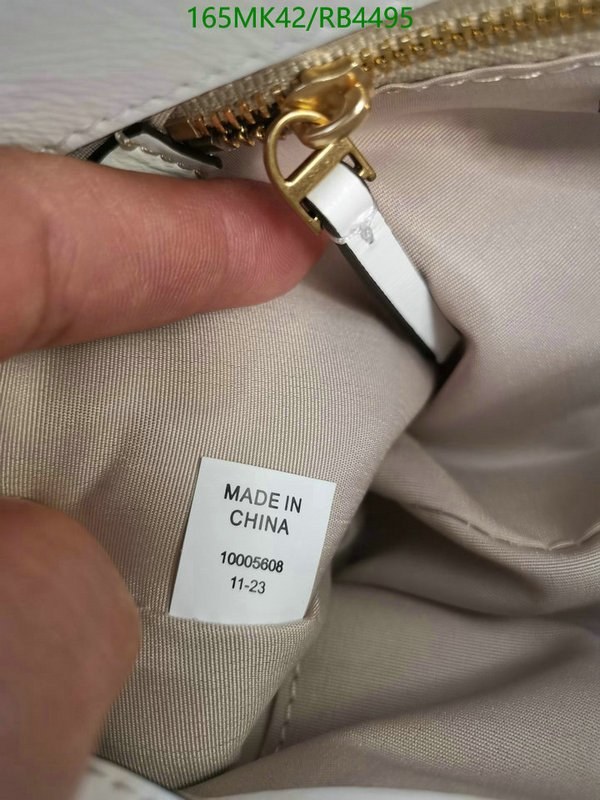 165MK42/RB4495
MADE IN
CHINA
10005608
11-23